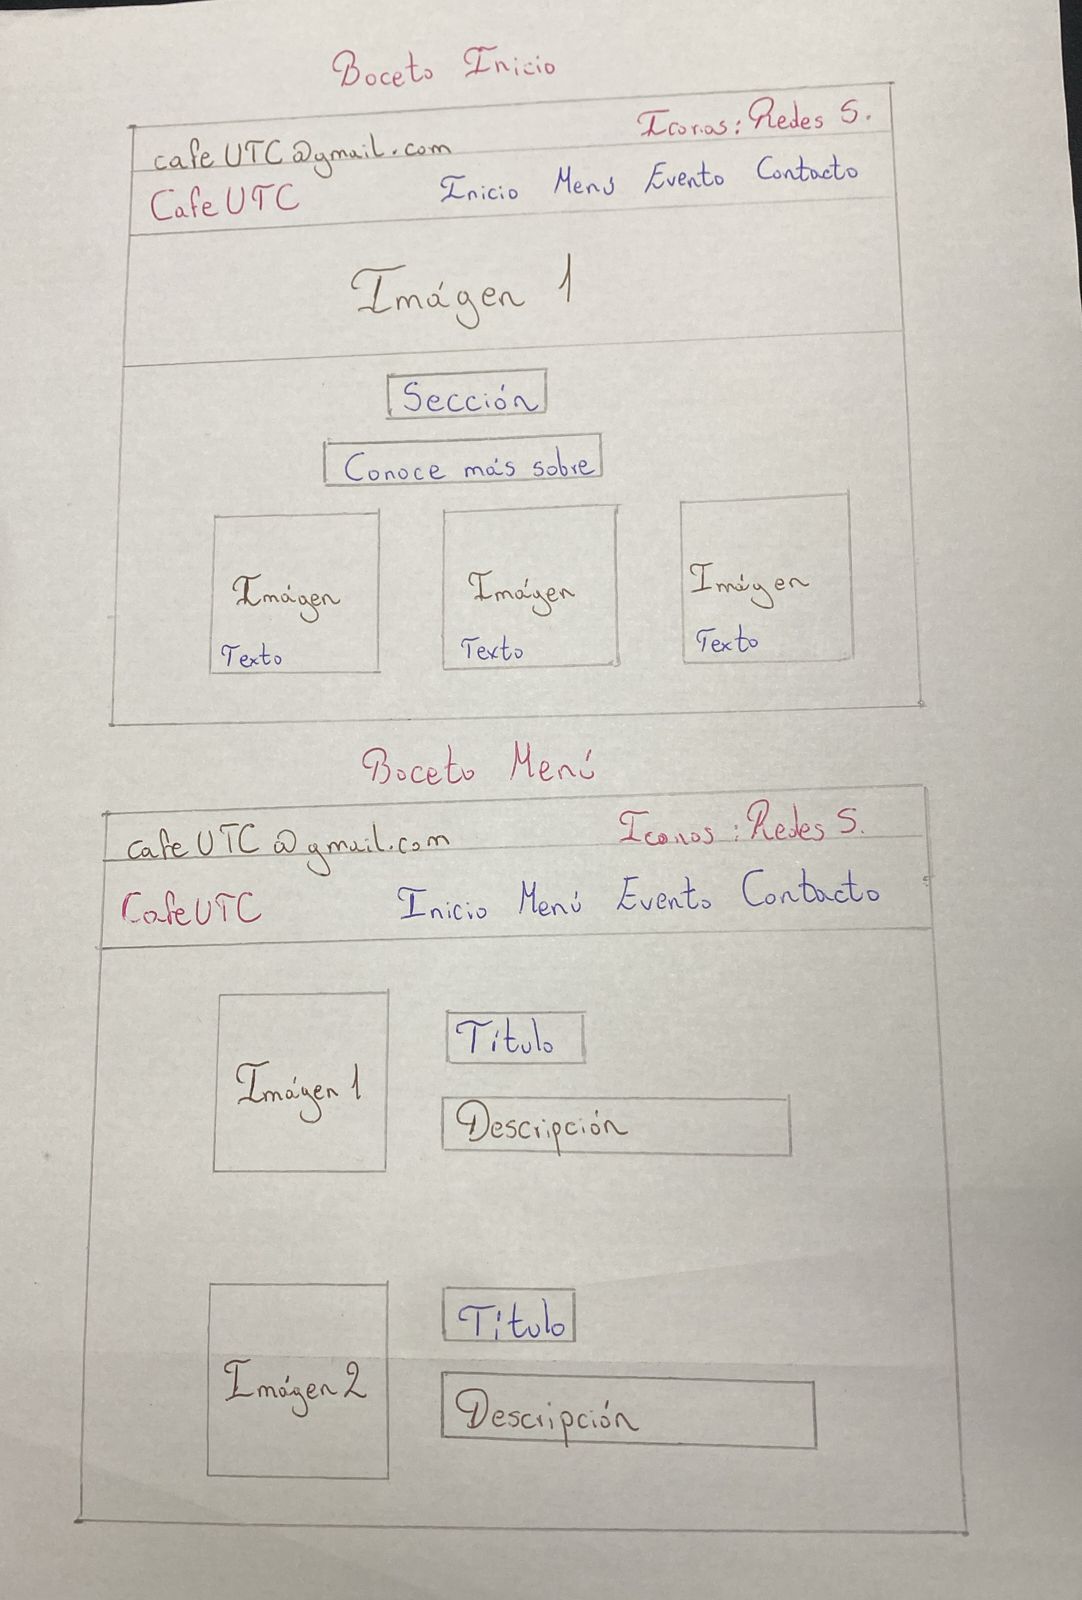 Boceto Inicio
cafeUTC@gmail.com Iconos: Redes S.
CafeUTC Inicio Menú Evento Contacto
Imágen 1
Sección
Conoce más sobre
Imágen Imágen Imágen
Texto Texto Texto
Boceto Menú
cafeUTC@gmail.com Iconos: Redes S.
CafeUTC Inicio Menú Evento Contacto
Título
Imágen 1
Descripción
Título
Imágen 2
Descripción